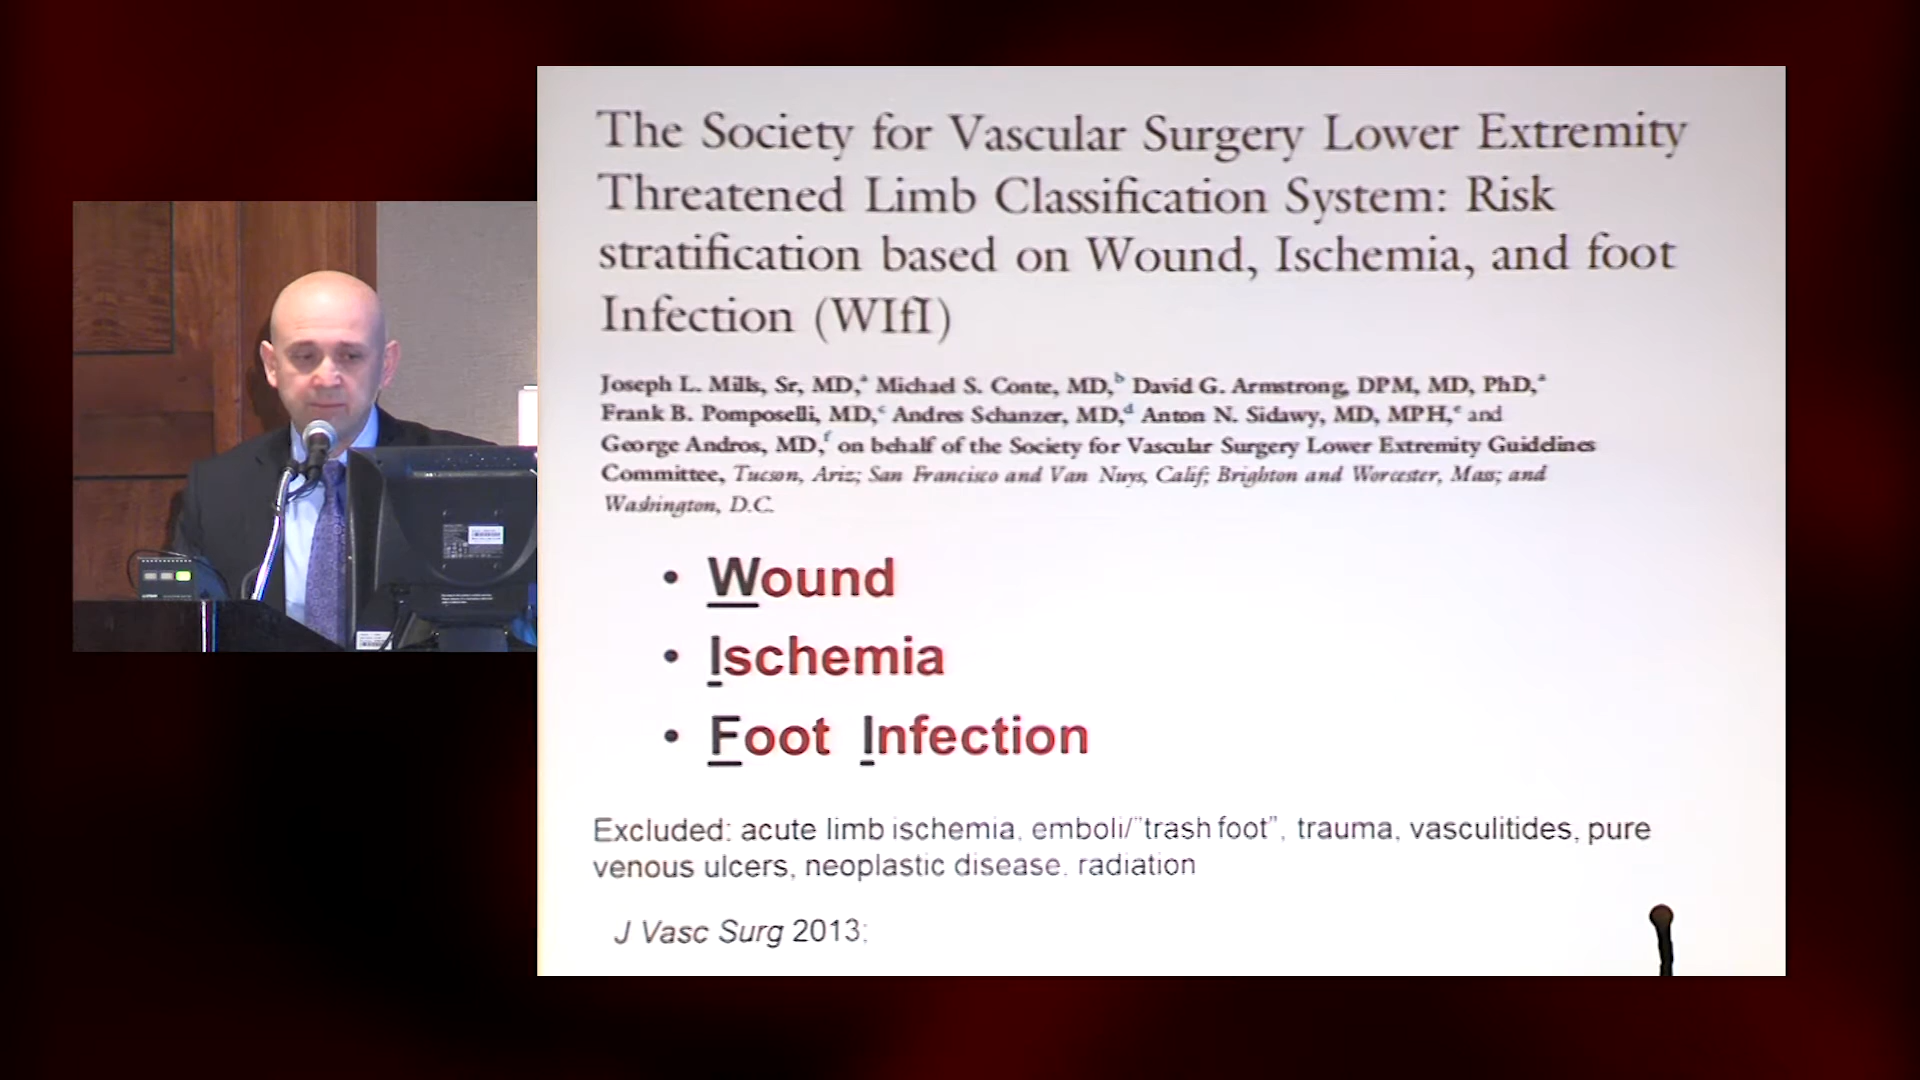 The Society for Vascular Surgery Lower Extremity
Threatened Limb Classification System: Risk
stratification based on Wound, Ischemia, and foot
Infection (WIfI)
Joseph L. Mills, Sr, MD,a Michael S. Conte, MD,b David G. Armstrong, DPM, MD, PhD,a
Frank B. Pomposelli, MD,c Andres Schanzer, MD,d Anton N. Sidawy, MD, MPH,e and
George Andros, MD,f on behalf of the Society for Vascular Surgery Lower Extremity Guidelines
Committee, Tucson, Ariz; San Francisco and Van Nuys, Calif; Brighton and Worcester, Mass; and
Washington, D.C.
• Wound
• Ischemia
• Foot Infection
Excluded: acute limb ischemia, emboli/"trash foot", trauma, vasculitides, pure
venous ulcers, neoplastic disease, radiation
J Vasc Surg 2013;